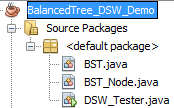 BalancedTree_DSW_Demo
Source Packages
<default package>
BST.java
BST_Node.java
DSW_Tester.java